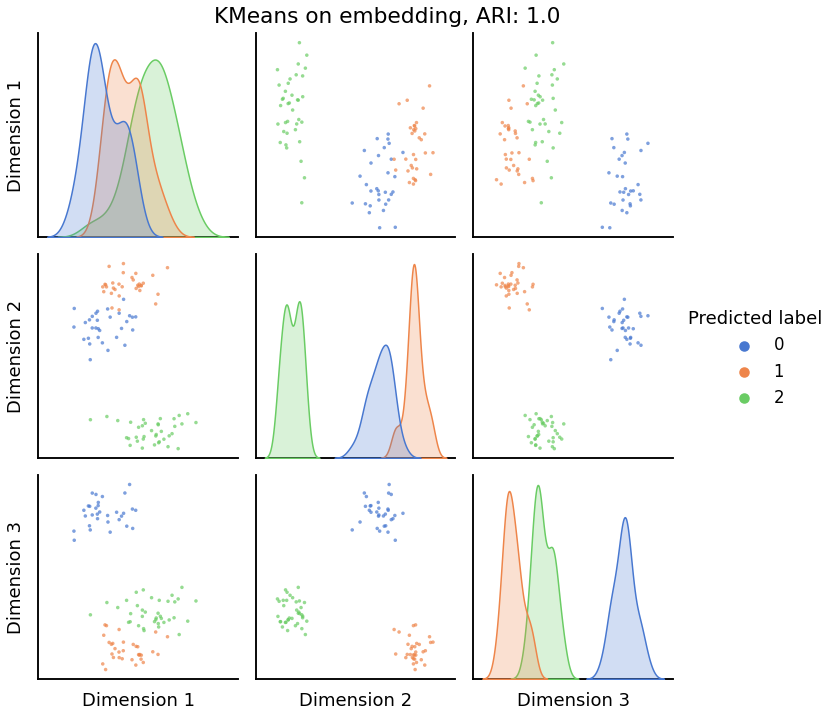 KMeans on embedding, ARI: 1.0
Dimension 1
Dimension 2
Predicted label
0
1
2
Dimension 3
Dimension 1
Dimension 2
Dimension 3